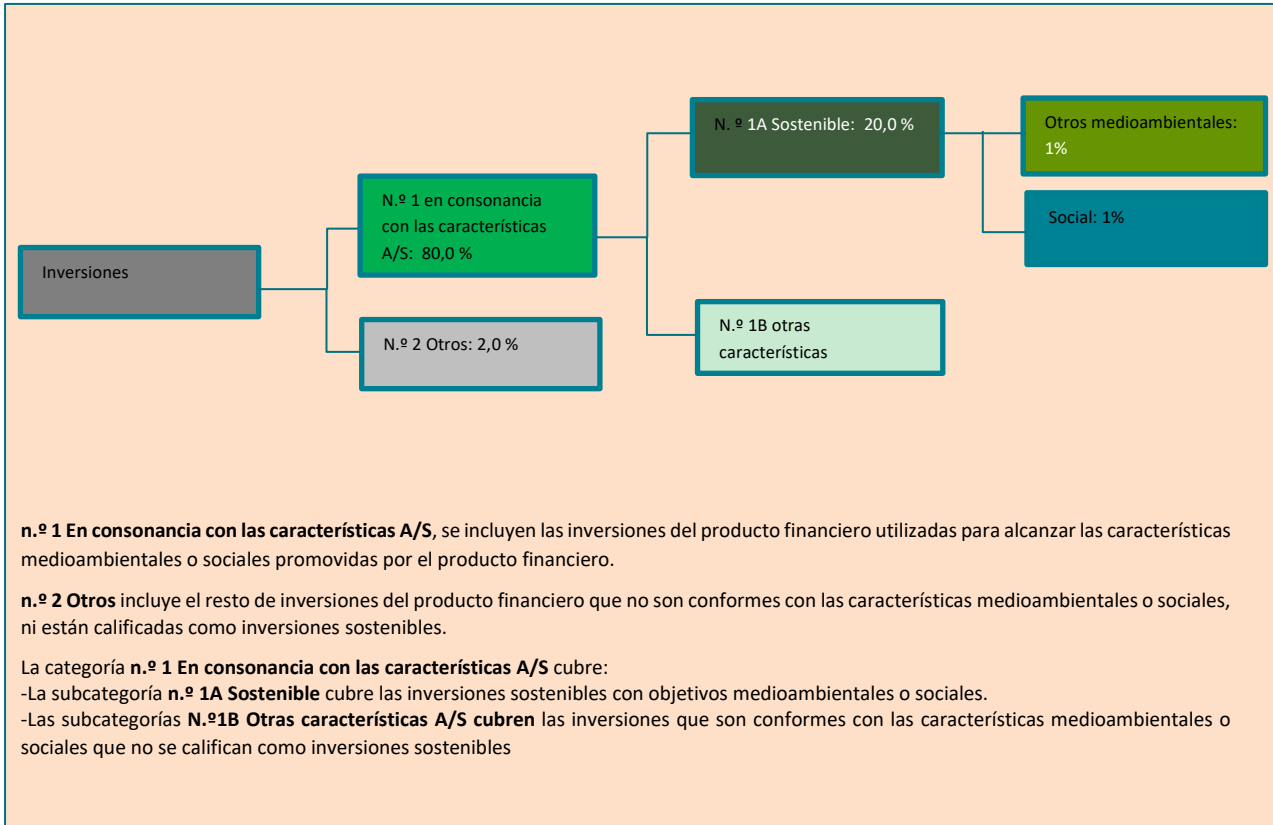 N. º 1A Sostenible: 20,0 %
Otros medioambientales:
1%
N.º 1 en consonancia
con las características
A/S: 80,0 %
Social: 1%
Inversiones
N.º 2 Otros: 2,0 %
N.º 1B otras
características
n.º 1 En consonancia con las características A/S, se incluyen las inversiones del producto financiero utilizadas para alcanzar las características
medioambientales o sociales promovidas por el producto financiero.
n.º 2 Otros incluye el resto de inversiones del producto financiero que no son conformes con las características medioambientales o sociales,
ni están calificadas como inversiones sostenibles.
La categoría n.º 1 En consonancia con las características A/S cubre:
-La subcategoría n.º 1A Sostenible cubre las inversiones sostenibles con objetivos medioambientales o sociales.
-Las subcategorías N.º1B Otras características A/S cubren las inversiones que son conformes con las características medioambientales o
sociales que no se califican como inversiones sostenibles